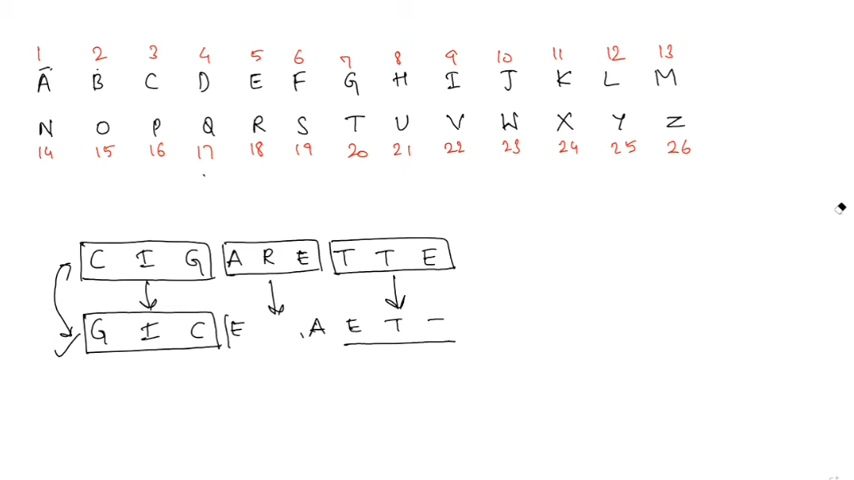 1 2 3 4 5 6 7 8 9 10 11 12 13
A B C D E F G H I J K L M
N O P Q R S T U V W X Y Z
14 15 16 17 18 19 20 21 22 23 24 25 26
C I G A R E T T E
G I C E A E T